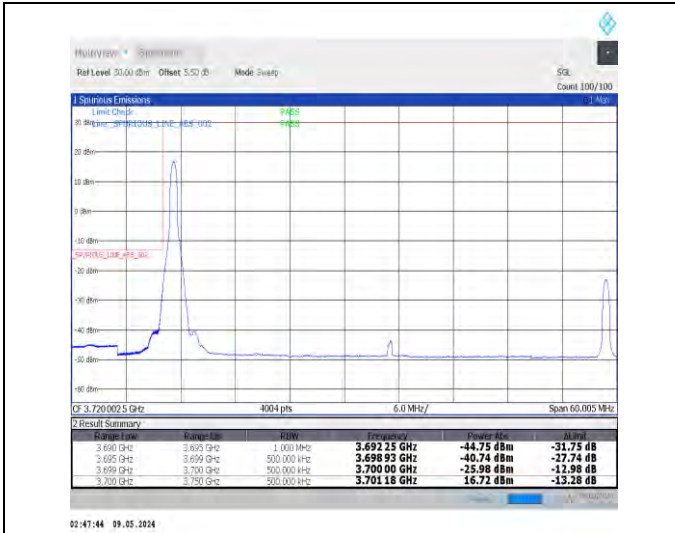 MultiView Spectrum
Ref Level 30.00 dBm Offset 5.50 dB Mode Sweep SGL
Count 100/100
1 Spurious Emissions 1 Max
Limit Check PASS
30 dBm Line _SPURIOUS_LINE_ABS_002 PASS
20 dBm
10 dBm
0 dBm
-10 dBm
_SPURIOUS_LINE_ABS_002
-20 dBm
-30 dBm
-40 dBm
-50 dBm
-60 dBm
CF 3.7200025 GHz 4004 pts 6.0 MHz/ Span 60.005 MHz
2 Result Summary
Range Low Range Up RBW Frequency Power Abs ΔLimit
3.690 GHz 3.695 GHz 1.000 MHz 3.692 25 GHz -44.75 dBm -31.75 dB
3.695 GHz 3.699 GHz 500.000 kHz 3.698 93 GHz -40.74 dBm -27.74 dB
3.699 GHz 3.700 GHz 500.000 kHz 3.700 00 GHz -25.98 dBm -12.98 dB
3.700 GHz 3.750 GHz 500.000 kHz 3.701 18 GHz 16.72 dBm -13.28 dB
02:47:44 09.05.2024